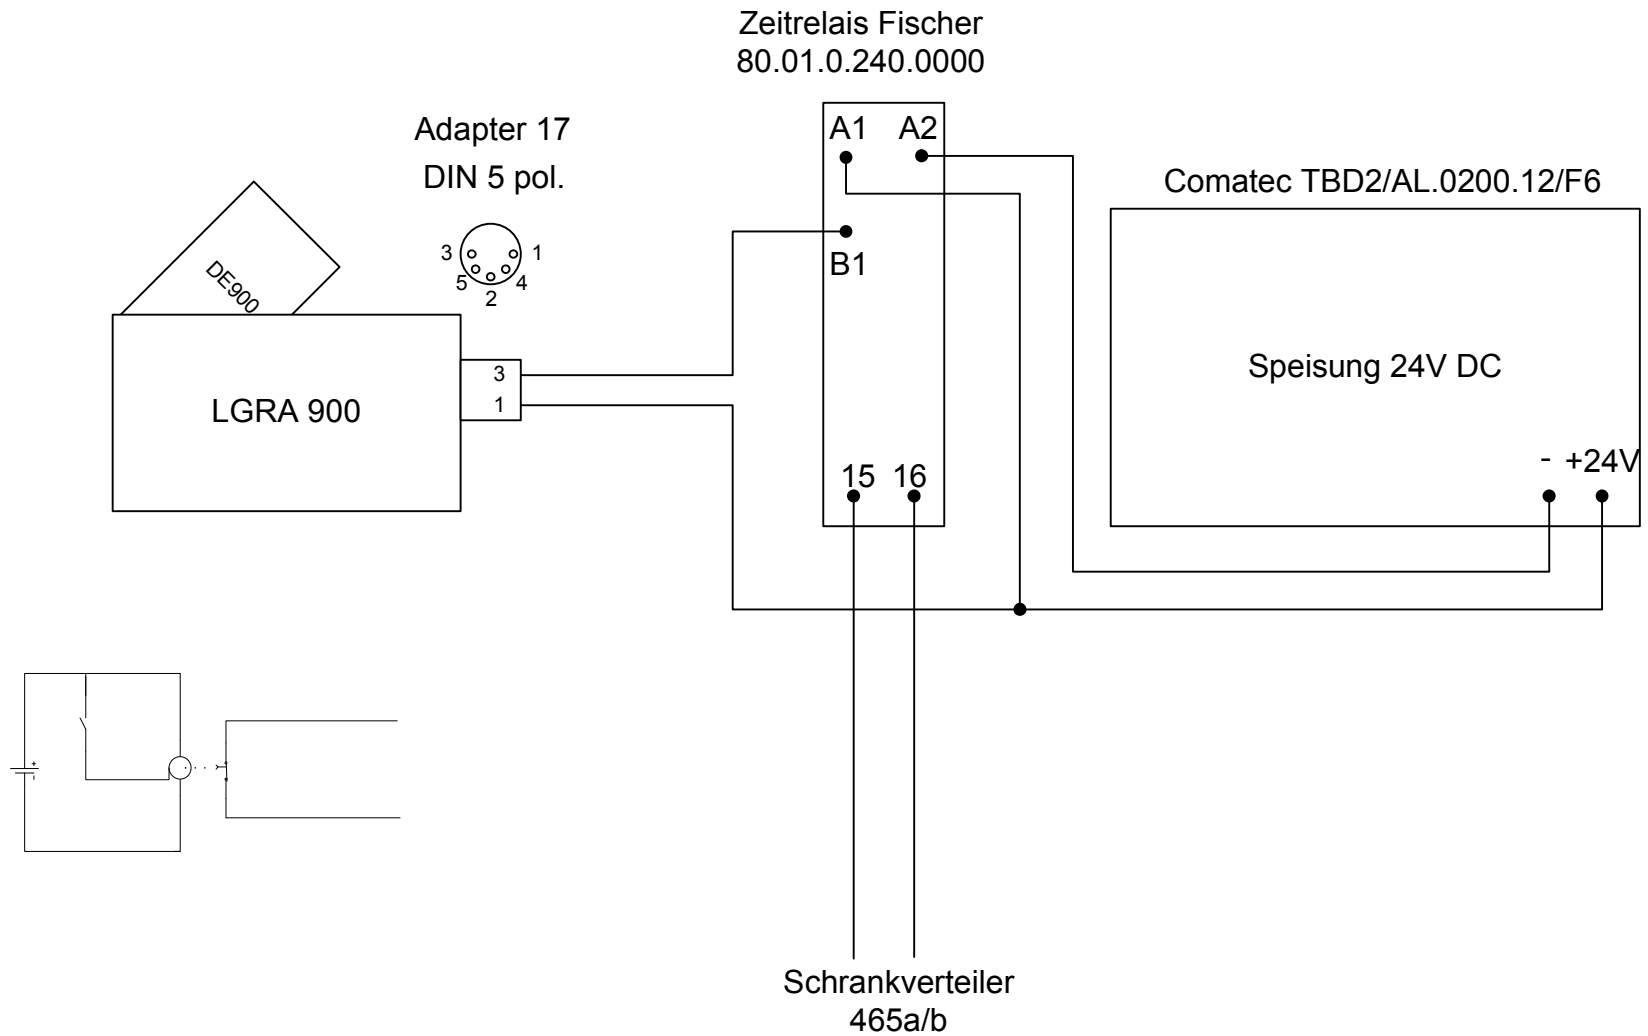 Zeitrelais Fischer
80.01.0.240.0000
Adapter 17
DIN 5 pol.
3
1
5
4
2
DE900
LGRA 900
3
1
A1
A2
B1
15
16
Comatec TBD2/AL.0200.12/F6
Speisung 24V DC
- +24V
+
-
Schrankverteiler
465a/b